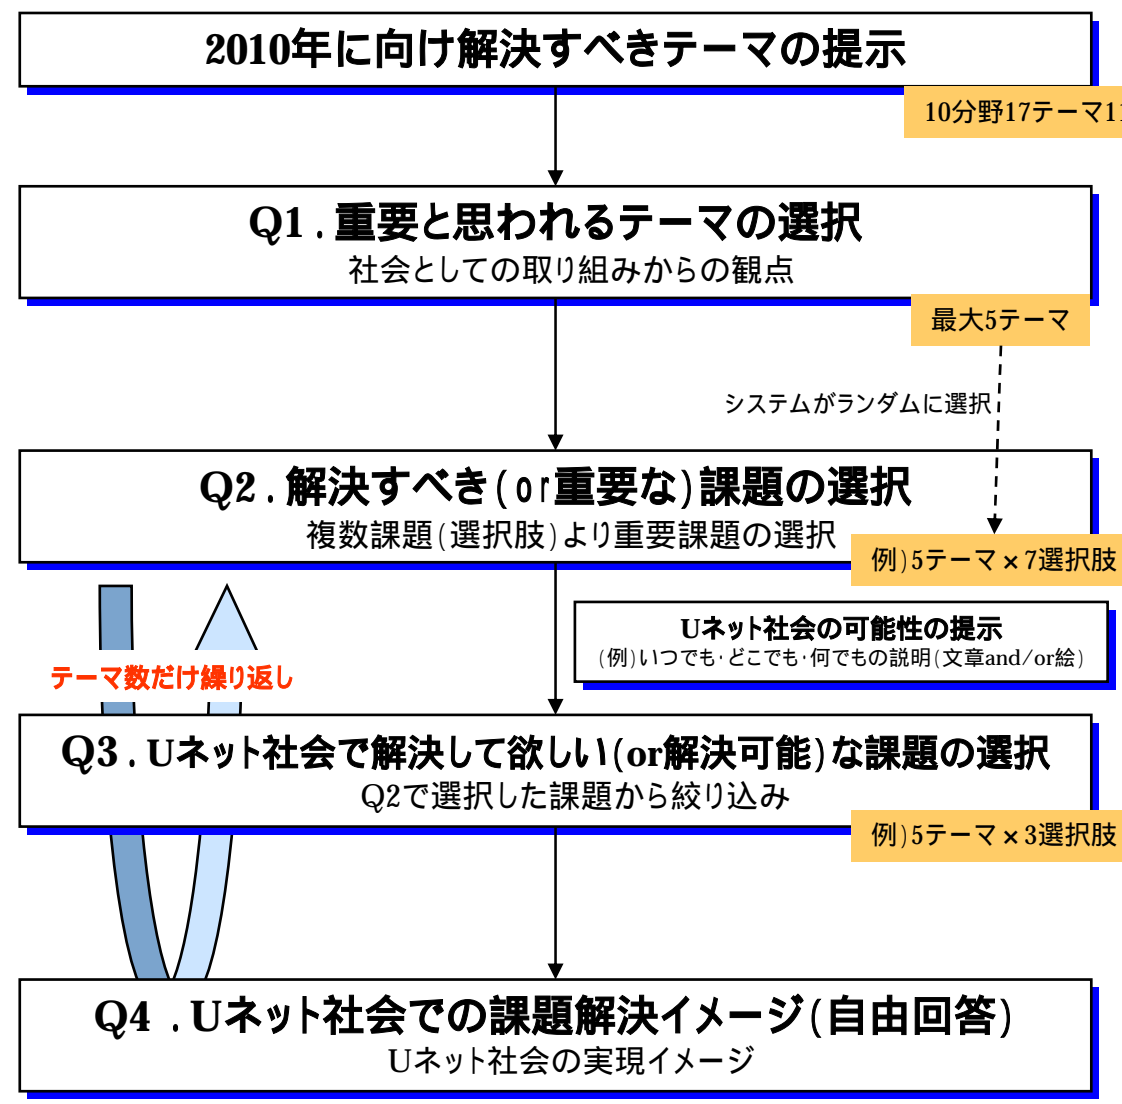 2010年に向け解決すべきテーマの提示
10分野17テーマ
Q1.重要と思われるテーマの選択
社会としての取り組みからの観点
最大5テーマ
システムがランダムに選択
Q2.解決すべき(or重要な)課題の選択
複数課題(選択肢)より重要課題の選択
例)5テーマ×7選択肢
Uネット社会の可能性の提示
(例)いつでも・どこでも・何でもの説明(文章and/or絵)
テーマ数だけ繰り返し
Q3.Uネット社会で解決して欲しい(or解決可能)な課題の選択
Q2で選択した課題から絞り込み
例)5テーマ×3選択肢
Q4.Uネット社会での課題解決イメージ(自由回答)
Uネット社会の実現イメージ